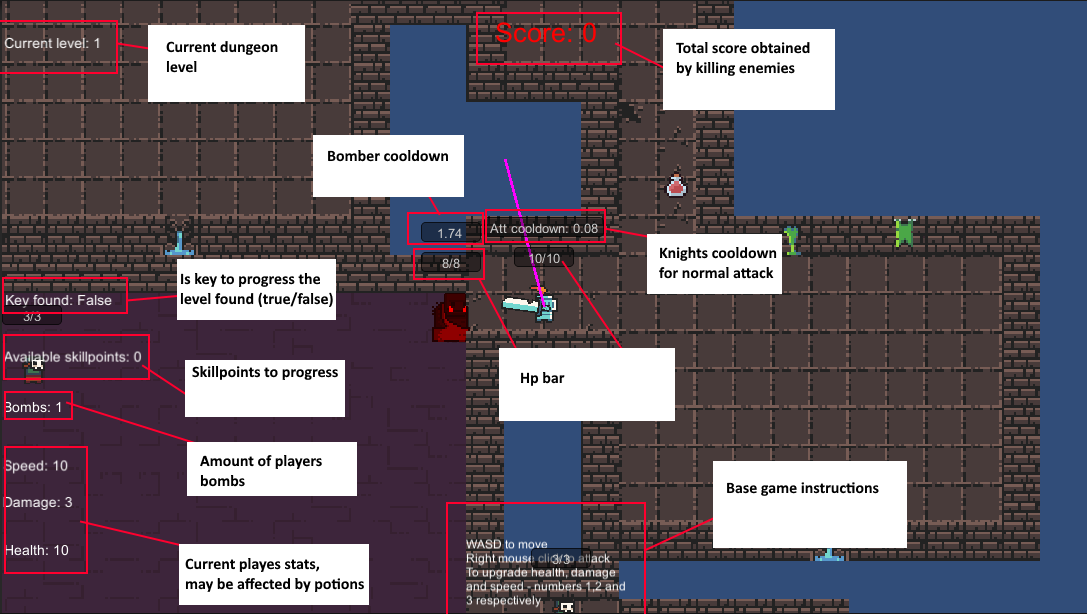 Current level: 1
Current dungeon
level
Score: 0
Total score obtained
by killing enemies
Bomber cooldown
1.74
Att cooldown: 0.08
8/8
10/10
Knights cooldown
for normal attack
Is key to progress the
level found (true/false)
Key found: False
3/3
Available skillpoints: 0
Skillpoints to progress
Hp bar
Bombs: 1
Amount of players
bombs
Speed: 10
Damage: 3
Health: 10
Current playes stats,
may be affected by potions
Base game instructions
WASD to move
Right mouse click to attack
3/3
To upgrade health, damage
and speed - numbers 1,2 and
3 respectively